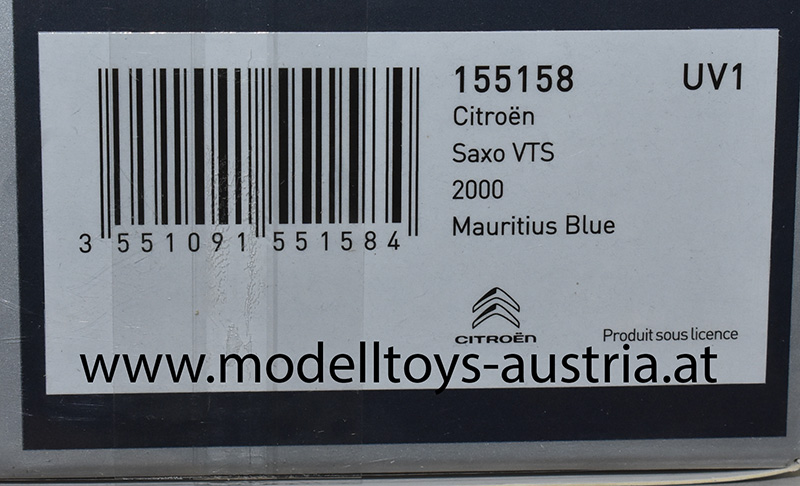 155158 UV1
Citroën
Saxo VTS
2000
Mauritius Blue
3 551091 551584
CITROËN
Produit sous licence
www.modelltoys-austria.at